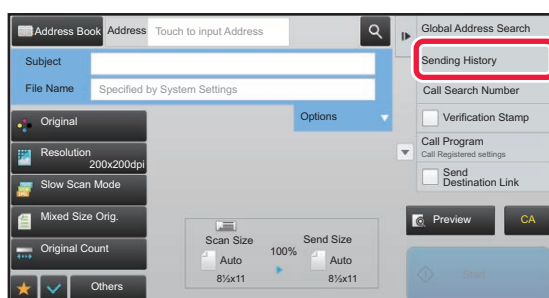 Address Book
Address
Touch to input Address
Subject
File Name
Specified by System Settings
Options
Original
Resolution
200x200dpi
Slow Scan
Mode
Mixed Size Orig.
Original Count
Others
Scan Size
100%
Send Size
Auto
Auto
8½x11
8½x11
Global Address Search
Sending History
Call Search Number
Verification Stamp
Call Program
Call Registered settings
Send
Destination Link
Preview
CA
Start